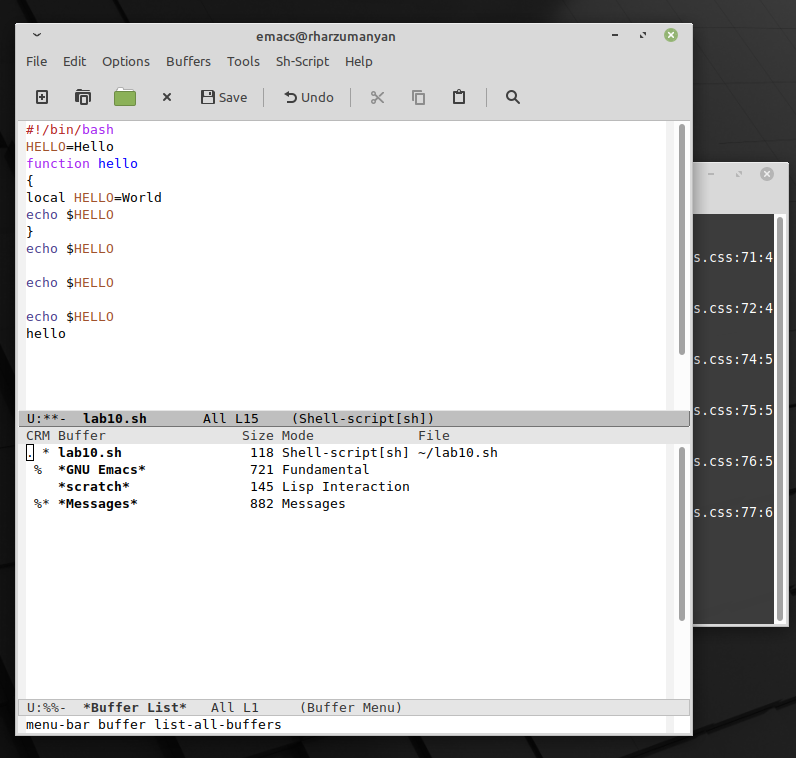 emacs@rharzumanyan
File Edit Options Buffers Tools Sh-Script Help
Save Undo
#!/bin/bash
HELLO=Hello
function hello
{
local HELLO=World
echo $HELLO
}
echo $HELLO
echo $HELLO
echo $HELLO
hello
U:**-  lab10.sh       All L15    (Shell-script[sh])
CRM Buffer                 Size Mode             File
. * lab10.sh                118 Shell-script[sh] ~/lab10.sh
 %  *GNU Emacs*             721 Fundamental
    *scratch*               145 Lisp Interaction
 %* *Messages*              882 Messages
U:%%-  *Buffer List*   All L1     (Buffer Menu)
menu-bar buffer list-all-buffers
s.css:71:4
s.css:72:4
s.css:74:5
s.css:75:5
s.css:76:5
s.css:77:6